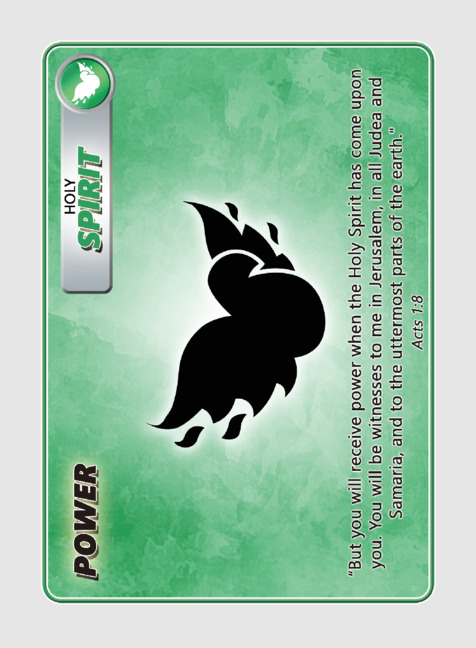 POWER
HOLY
SPIRIT
"But you will receive power when the Holy Spirit has come upon
you. You will be witnesses to me in Jerusalem, in all Judea and
Samaria, and to the uttermost parts of the earth."
Acts 1:8